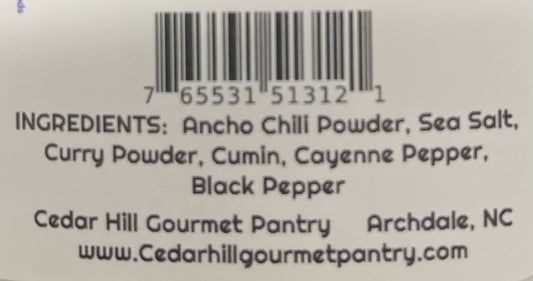 7 65531 51312 1
INGREDIENTS: Ancho Chili Powder, Sea Salt,
Curry Powder, Cumin, Cayenne Pepper,
Black Pepper
Cedar Hill Gourmet Pantry Archdale, NC
www.Cedarhillgourmetpantry.com